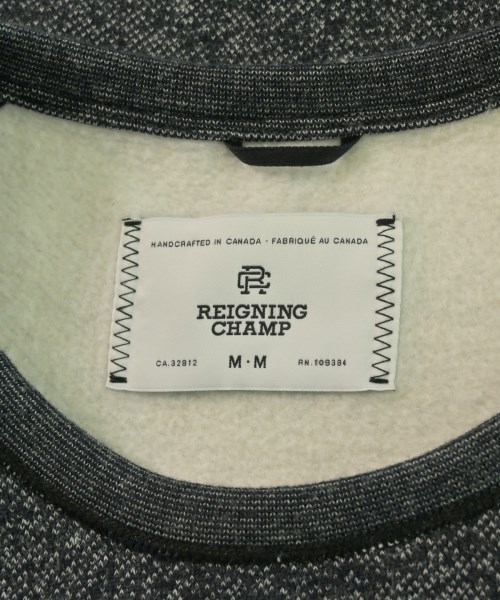 HANDCRAFTED IN CANADA · FABRIQUÉ AU CANADA
RC
REIGNING
CHAMP
CA.32812 M·M RN.109384